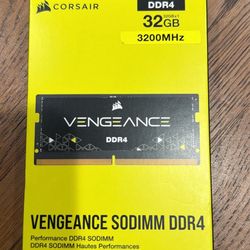 CORSAIR
DDR4
32GB
3200MHz
VENGEANCE
DDR4
VENGEANCE SODIMM DDR4
Performance DDR4 SODIMM
DDR4 SODIMM Hautes Performances